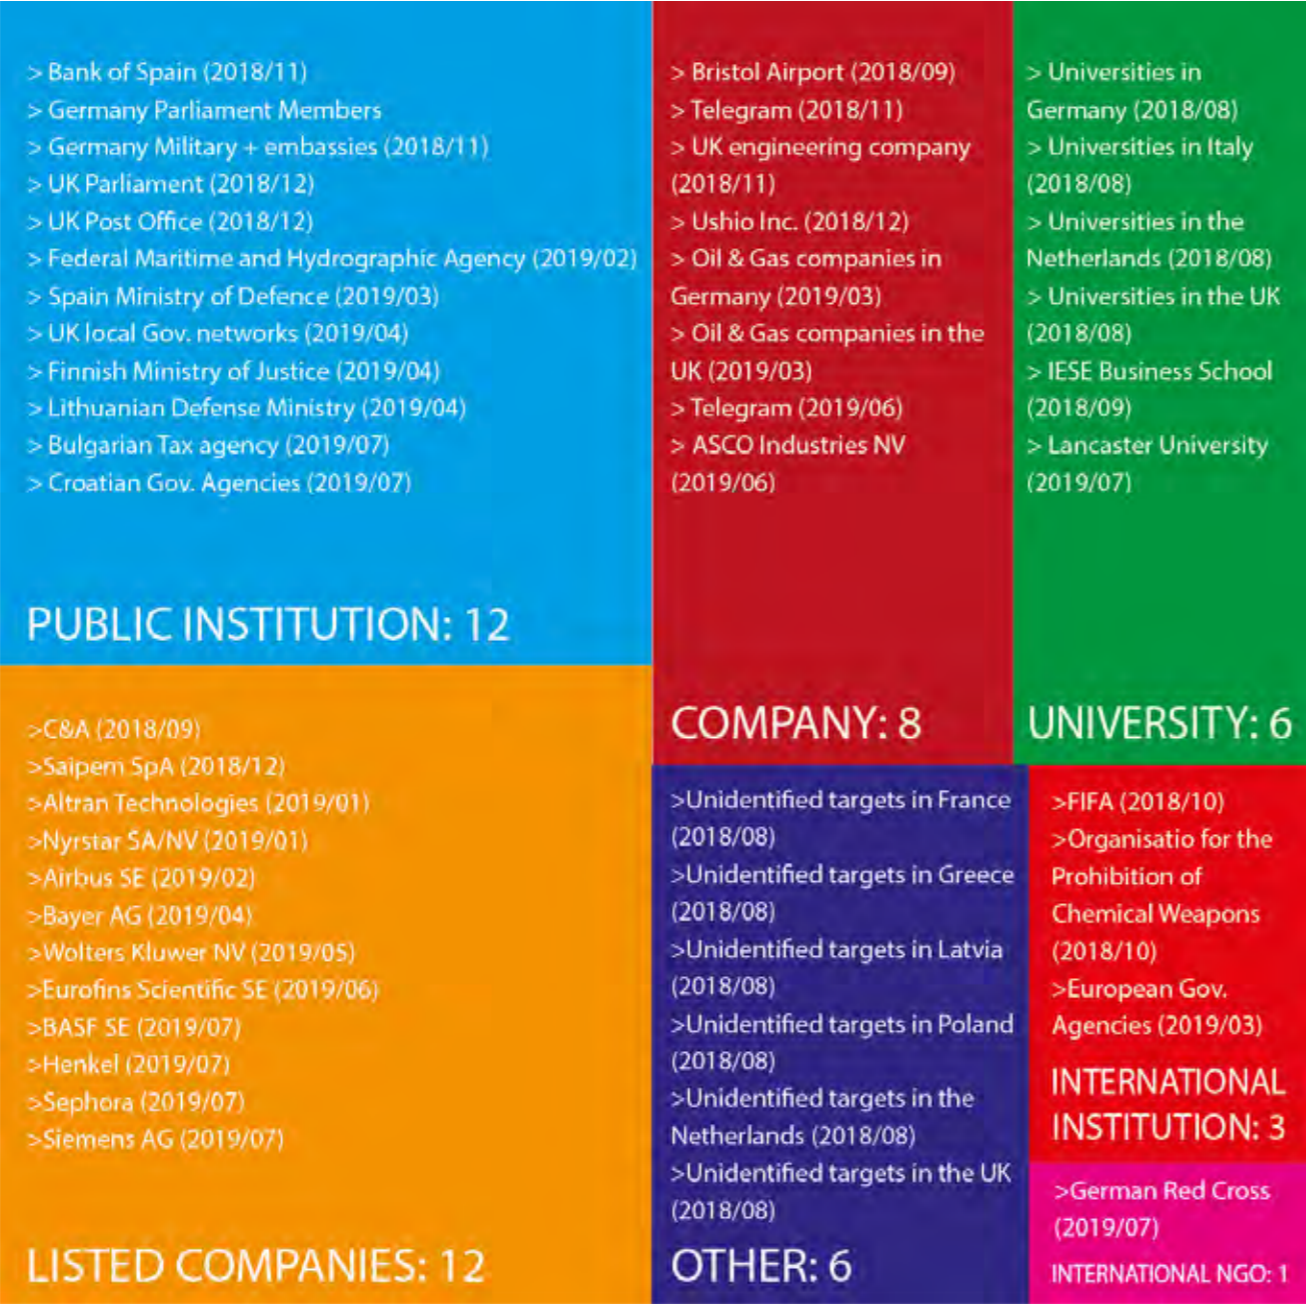 > Bank of Spain (2018/11)
> Germany Parliament Members
> Germany Military + embassies (2018/11)
> UK Parliament (2018/12)
> UK Post Office (2018/12)
> Federal Maritime and Hydrographic Agency (2019/02)
> Spain Ministry of Defence (2019/03)
> UK local Gov. networks (2019/04)
> Finnish Ministry of Justice (2019/04)
> Lithuanian Defense Ministry (2019/04)
> Bulgarian Tax agency (2019/07)
> Croatian Gov. Agencies (2019/07)
PUBLIC INSTITUTION: 12
> Bristol Airport (2018/09)
> Telegram (2018/11)
> UK engineering company
(2018/11)
> Ushio Inc. (2018/12)
> Oil & Gas companies in
Germany (2019/03)
> Oil & Gas companies in the
UK (2019/03)
> Telegram (2019/06)
> ASCO Industries NV
(2019/06)
COMPANY: 8
> Universities in
Germany (2018/08)
> Universities in Italy
(2018/08)
> Universities in the
Netherlands (2018/08)
> Universities in the UK
(2018/08)
> IESE Business School
(2018/09)
> Lancaster University
(2019/07)
UNIVERSITY: 6
>C&A (2018/09)
>Saipem SpA (2018/12)
>Altran Technologies (2019/01)
>Nyrstar SA/NV (2019/01)
>Airbus SE (2019/02)
>Bayer AG (2019/04)
>Wolters Kluwer NV (2019/05)
>Eurofins Scientific SE (2019/06)
>BASF SE (2019/07)
>Henkel (2019/07)
>Sephora (2019/07)
>Siemens AG (2019/07)
LISTED COMPANIES: 12
>Unidentified targets in France
(2018/08)
>Unidentified targets in Greece
(2018/08)
>Unidentified targets in Latvia
(2018/08)
>Unidentified targets in Poland
(2018/08)
>Unidentified targets in the
Netherlands (2018/08)
>Unidentified targets in the UK
(2018/08)
OTHER: 6
>FIFA (2018/10)
>Organisatio for the
Prohibition of
Chemical Weapons
(2018/10)
>European Gov.
Agencies (2019/03)
INTERNATIONAL
INSTITUTION: 3
>German Red Cross
(2019/07)
INTERNATIONAL NGO: 1